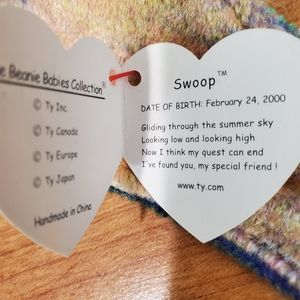 Beanie Babies Collection®
© Ty Inc.
© Ty Canada
© Ty Europe
© Ty Japan
Handmade in China
Swoop™
DATE OF BIRTH: February 24, 2000
Gliding through the summer sky
Looking low and looking high
Now I think my quest can end
I've found you, my special friend !
www.ty.com